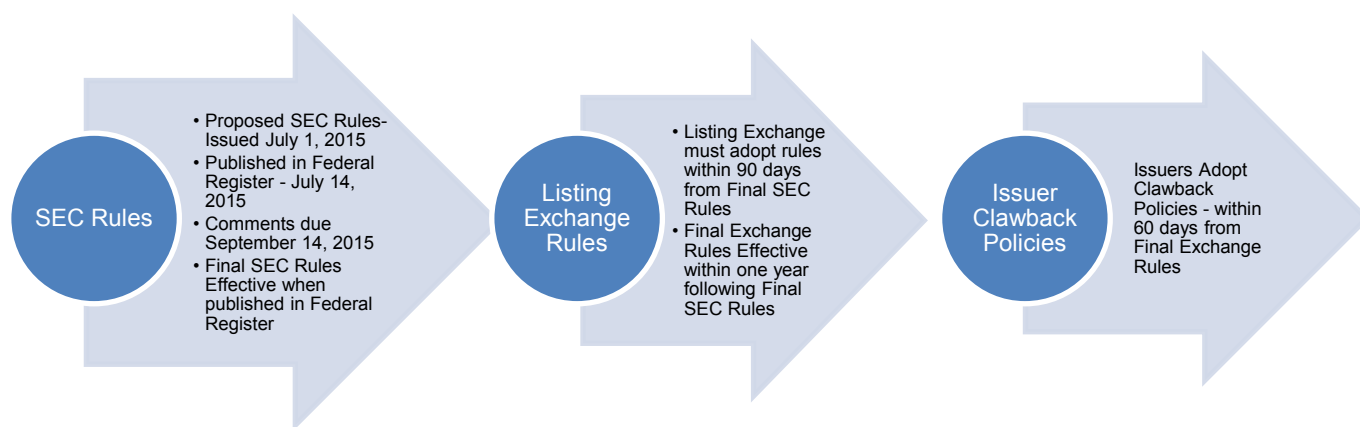 SEC Rules
• Proposed SEC Rules-
Issued July 1, 2015
• Published in Federal
Register - July 14,
2015
• Comments due
September 14, 2015
• Final SEC Rules
Effective when
published in Federal
Register
Listing
Exchange
Rules
• Listing Exchange
must adopt rules
within 90 days
from Final SEC
Rules
• Final Exchange
Rules Effective
within one year
following Final
SEC Rules
Issuer
Clawback
Policies
Issuers Adopt
Clawback
Policies - within
60 days from
Final Exchange
Rules